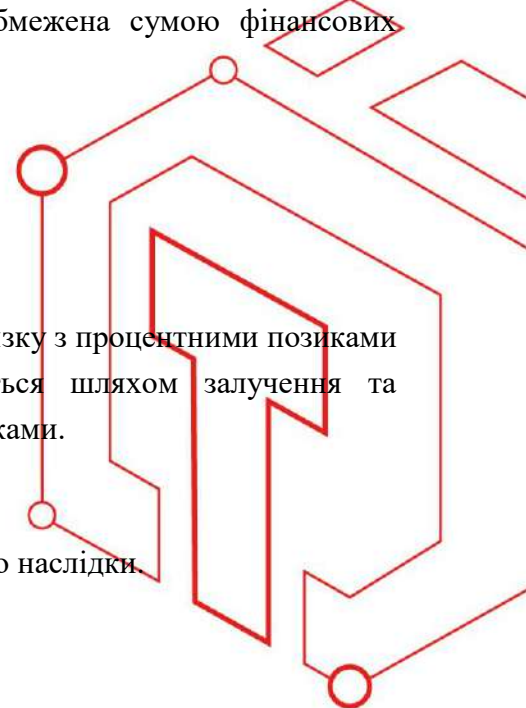 бмежена сумою фінансових
язку з процентними позиками
ться шляхом залучення та
ками.
о наслідки.